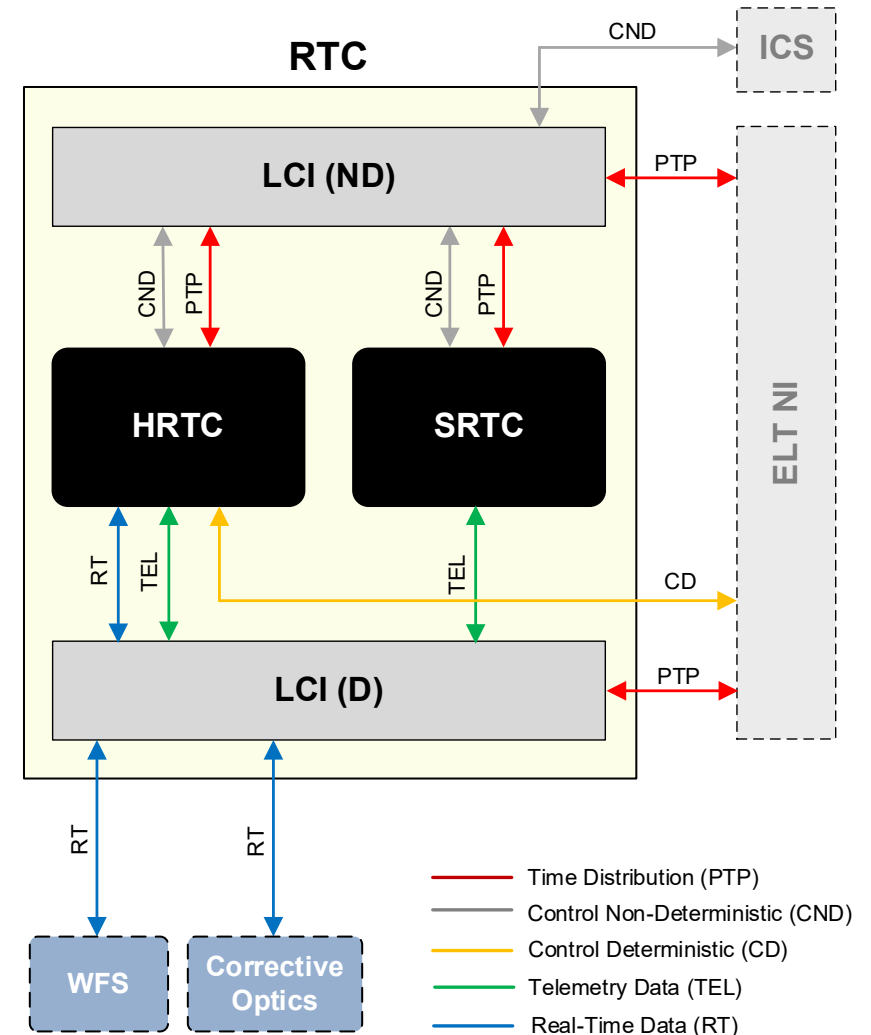 CND
ICS
RTC
LCI (ND)
PTP
CND
PTP
CND
PTP
HRTC
SRTC
ELT NI
RT
TEL
TEL
CD
LCI (D)
PTP
RT
RT
WFS
Corrective
Optics
Time Distribution (PTP)
Control Non-Deterministic (CND)
Control Deterministic (CD)
Telemetry Data (TEL)
Real-Time Data (RT)